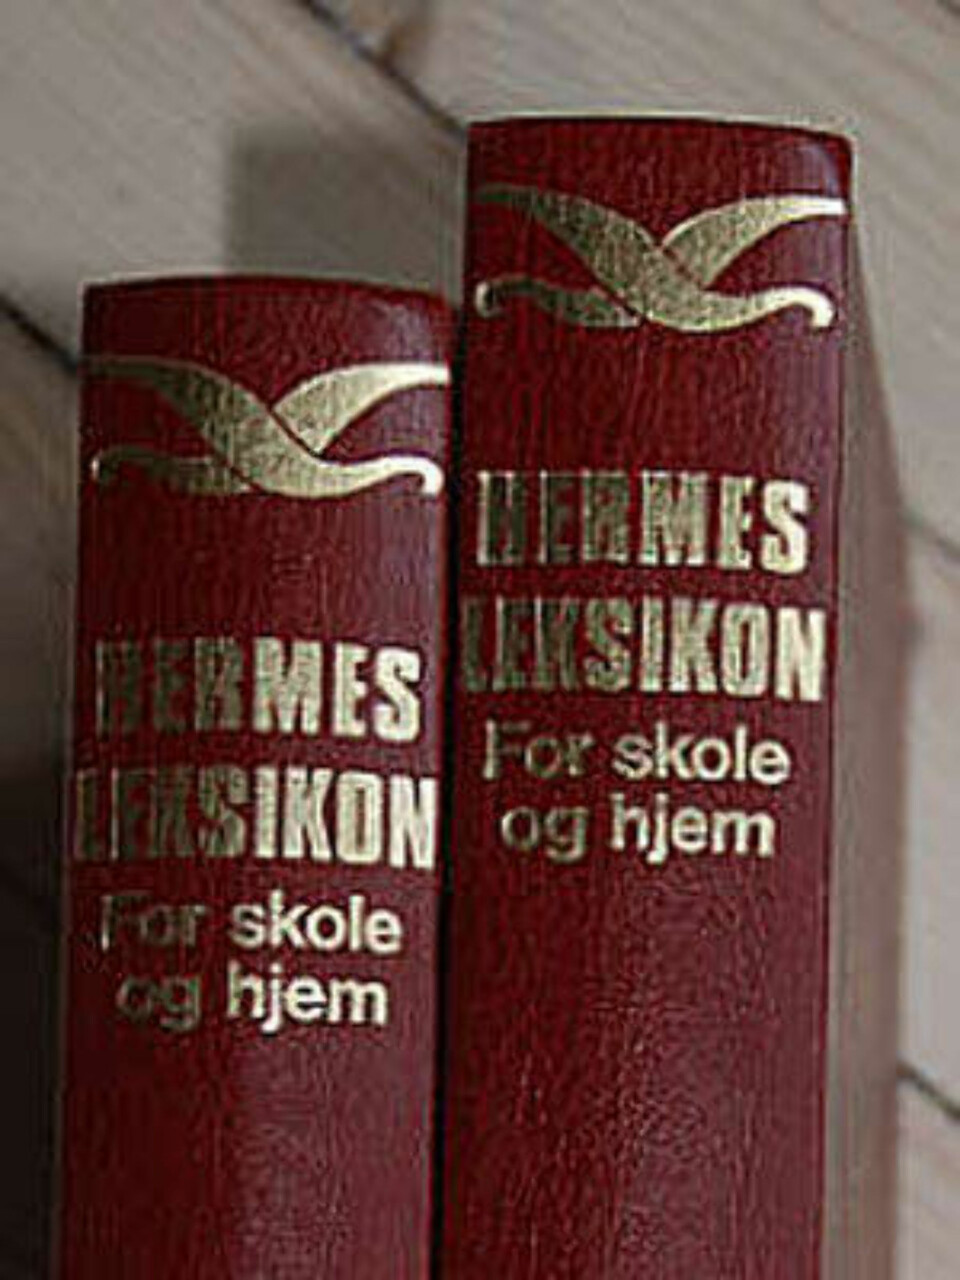 HERMES
LEKSIKON
For skole
og hjem
HERMES
LEKSIKON
For skole
og hjem